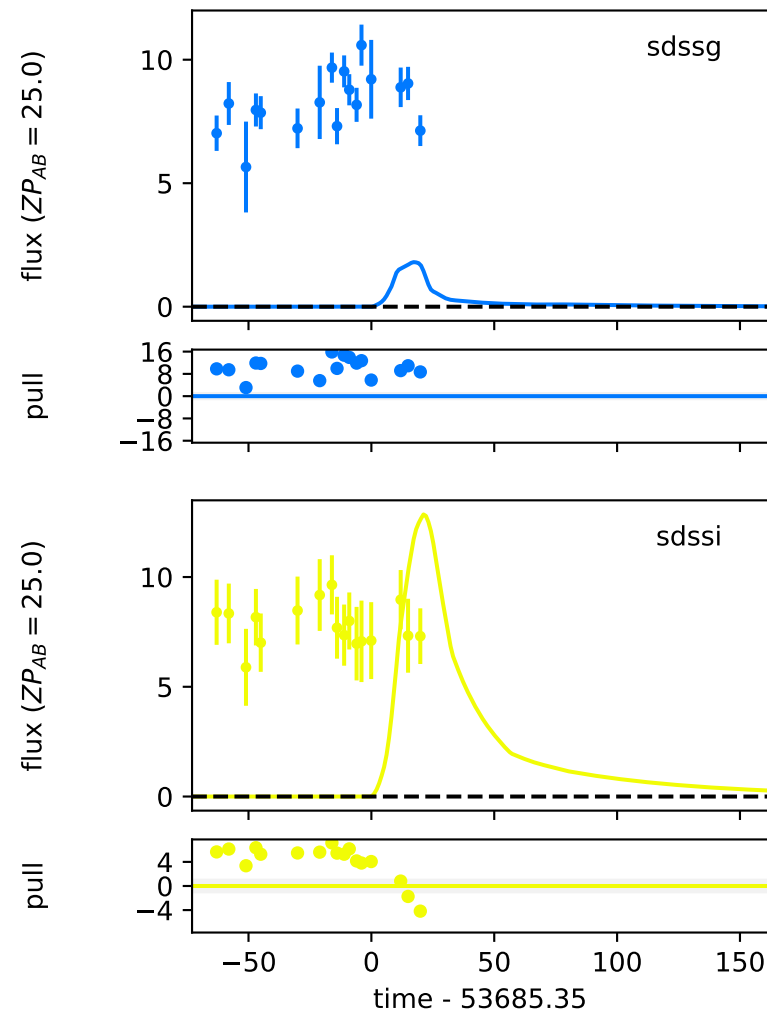 sdssg
flux (ZP_AB = 25.0)
10
5
0
pull
16
8
0
−8
−16
sdssi
flux (ZP_AB = 25.0)
10
5
0
pull
4
0
−4
−50 0 50 100 150
time - 53685.35